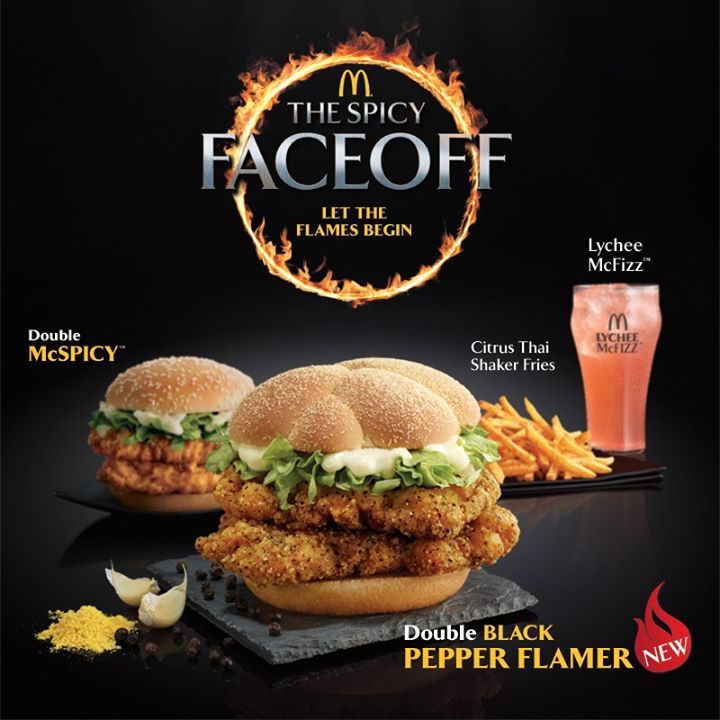 THE SPICY
FACEOFF
LET THE
FLAMES BEGIN
Lychee
McFizz™
LYCHEE
McFIZZ™
Double
McSPICY™
Citrus Thai
Shaker Fries
Double BLACK
PEPPER FLAMER
NEW